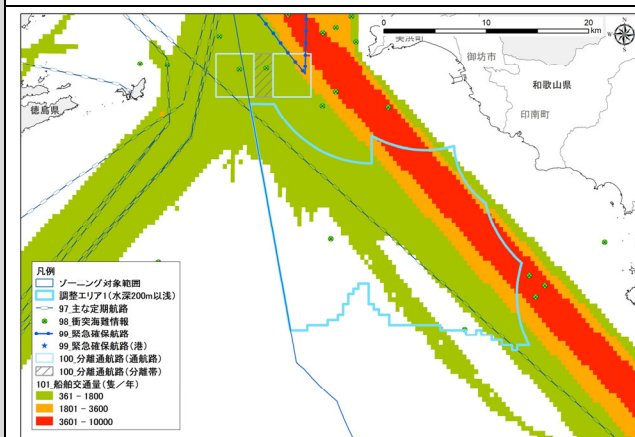 0 10 20
km
N
W
E
S
美浜町
御坊市
和歌山県
印南町
徳島県
凡例
ゾーニング対象範囲
調整エリア1(水深200m以浅)
97_主な定期航路
98_衝突海難情報
99_緊急確保航路
99_緊急確保航路(港)
100_分離通航路(通航路)
100_分離通航路(分離帯)
101_船舶交通量(隻/年)
361 - 1800
1801 - 3600
3601 - 10000